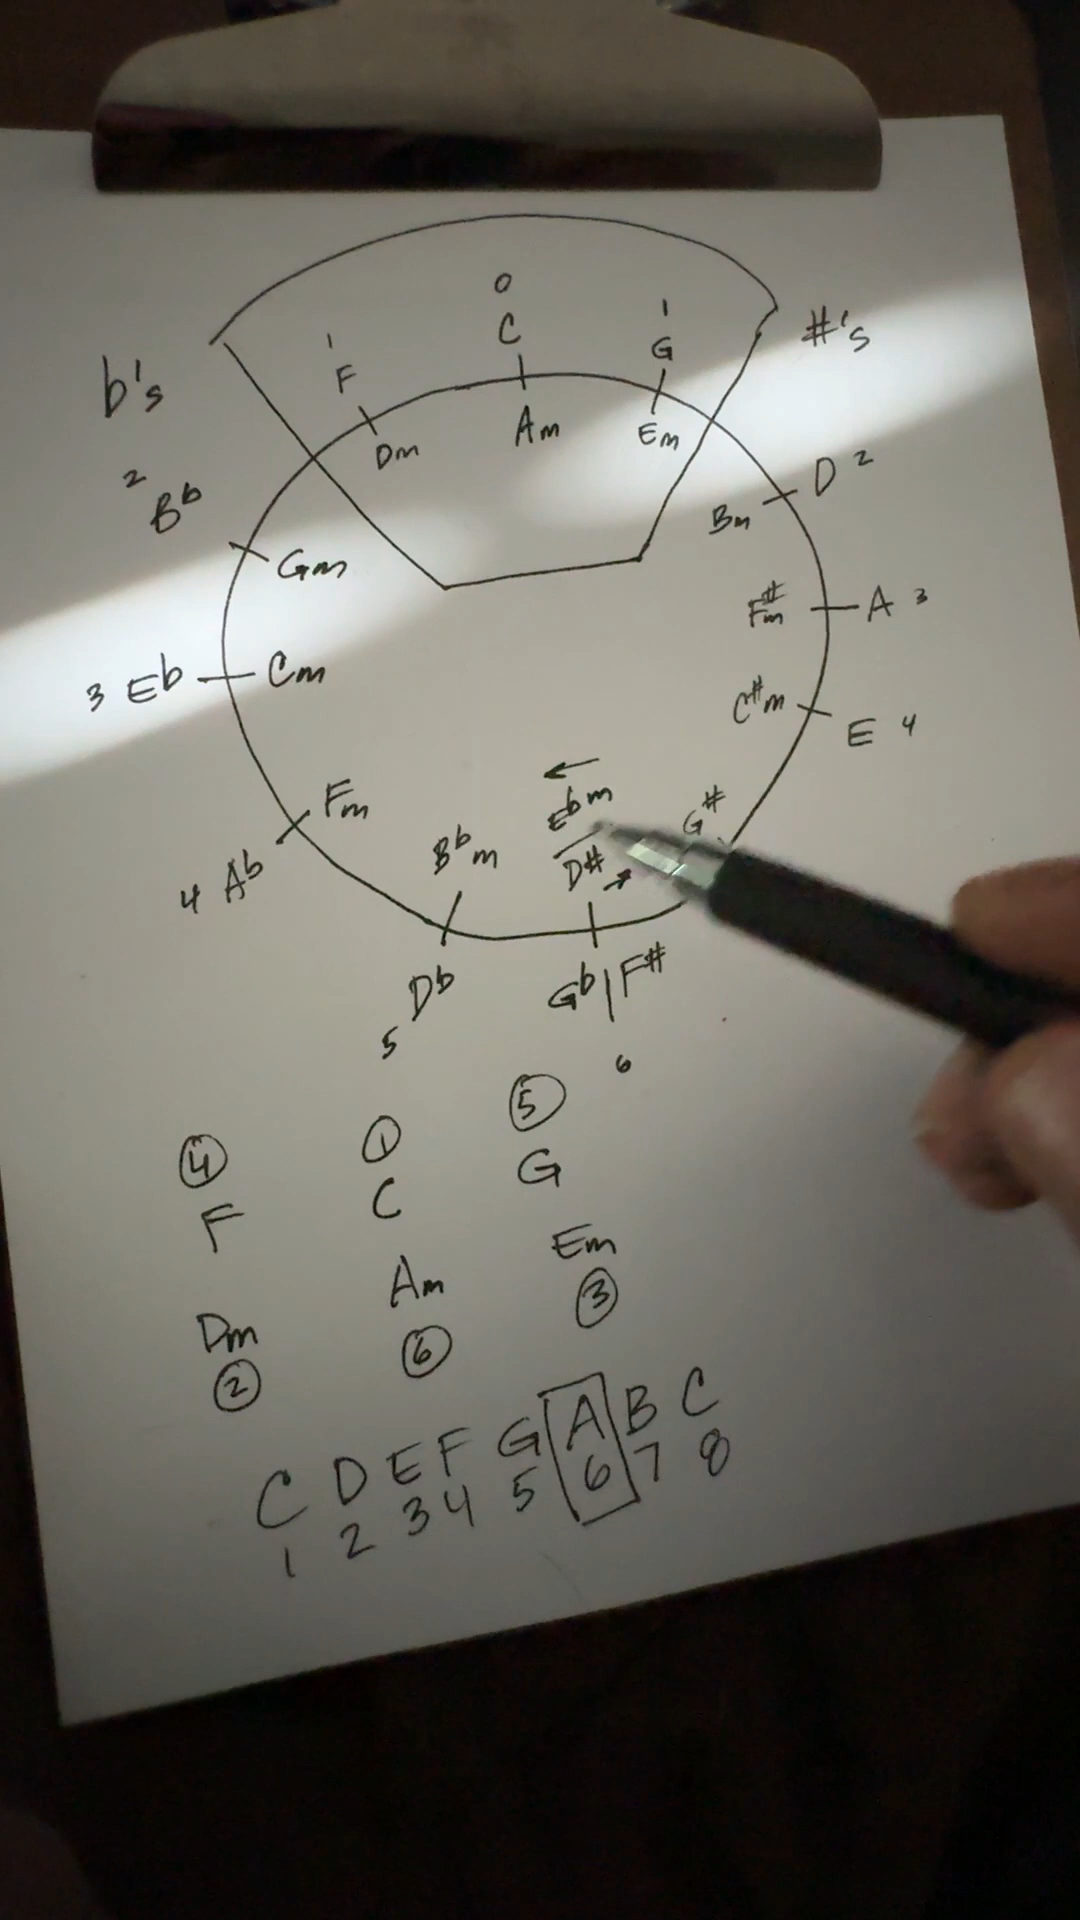 0
1 C 1
F G #'s
b's Dm Am Em
2 Bb D 2
Gm Bm
F#m A 3
3 Eb Cm C#m E 4
Fm Ebm G#
4 Ab Bbm D#
Db Gb F#
5 6
4 1 5
F C G
Dm Am Em
2 6 3
C D E F G A B C
1 2 3 4 5 6 7 8